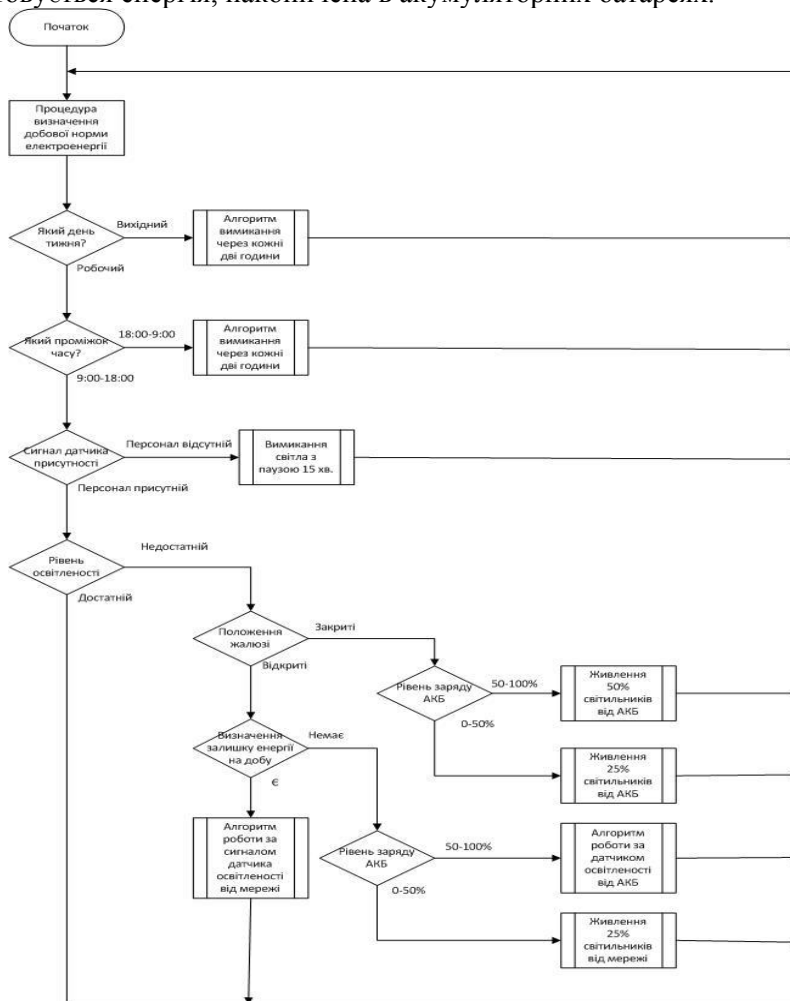 енергія, накопичена в акумуляторних батареях.
Початок
Процедура
визначення
добової норми
електроенергії
Який день
тижня?
Вихідний
Робочий
Алгоритм
вимикання
через кожні
дві години
Який проміжок
часу?
18:00-9:00
9:00-18:00
Алгоритм
вимикання
через кожні
дві години
Сигнал датчика
присутності
Персонал відсутній
Персонал присутній
Вимикання
світла з
паузою 15 хв.
Рівень
освітленості
Недостатній
Достатній
Положення
жалюзі
Закриті
Відкриті
Рівень заряду
АКБ
50-100%
0-50%
Живлення
50%
світильників
від АКБ
Живлення
25%
світильників
від АКБ
Визначення
залишку енергії
на добу
Немає
Є
Алгоритм
роботи за
сигналом
датчика
освітленості
від мережі
Рівень заряду
АКБ
50-100%
0-50%
Алгоритм
роботи за
датчиком
освітленості
від АКБ
Живлення
25%
світильників
від мережі